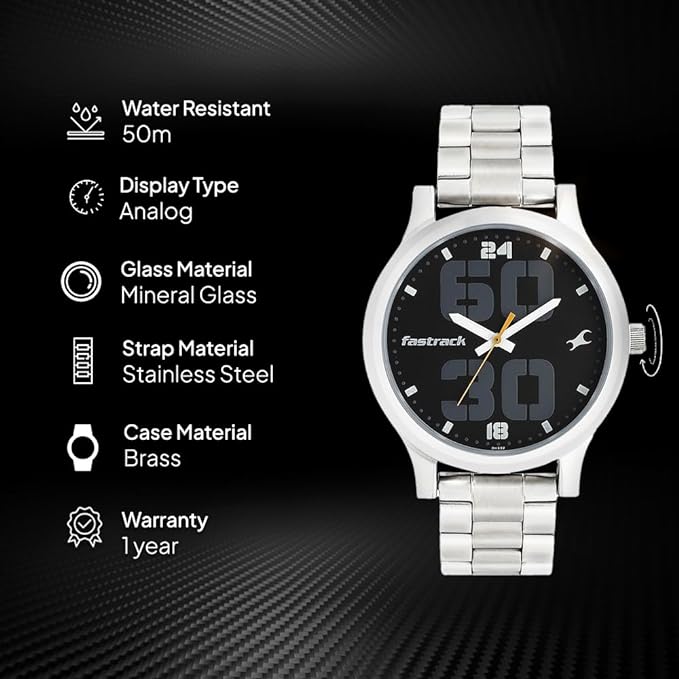 Water Resistant
50m
Display Type
Analog
Glass Material
Mineral Glass
Strap Material
Stainless Steel
Case Material
Brass
Warranty
1 year
24
60
fastrack
30
18